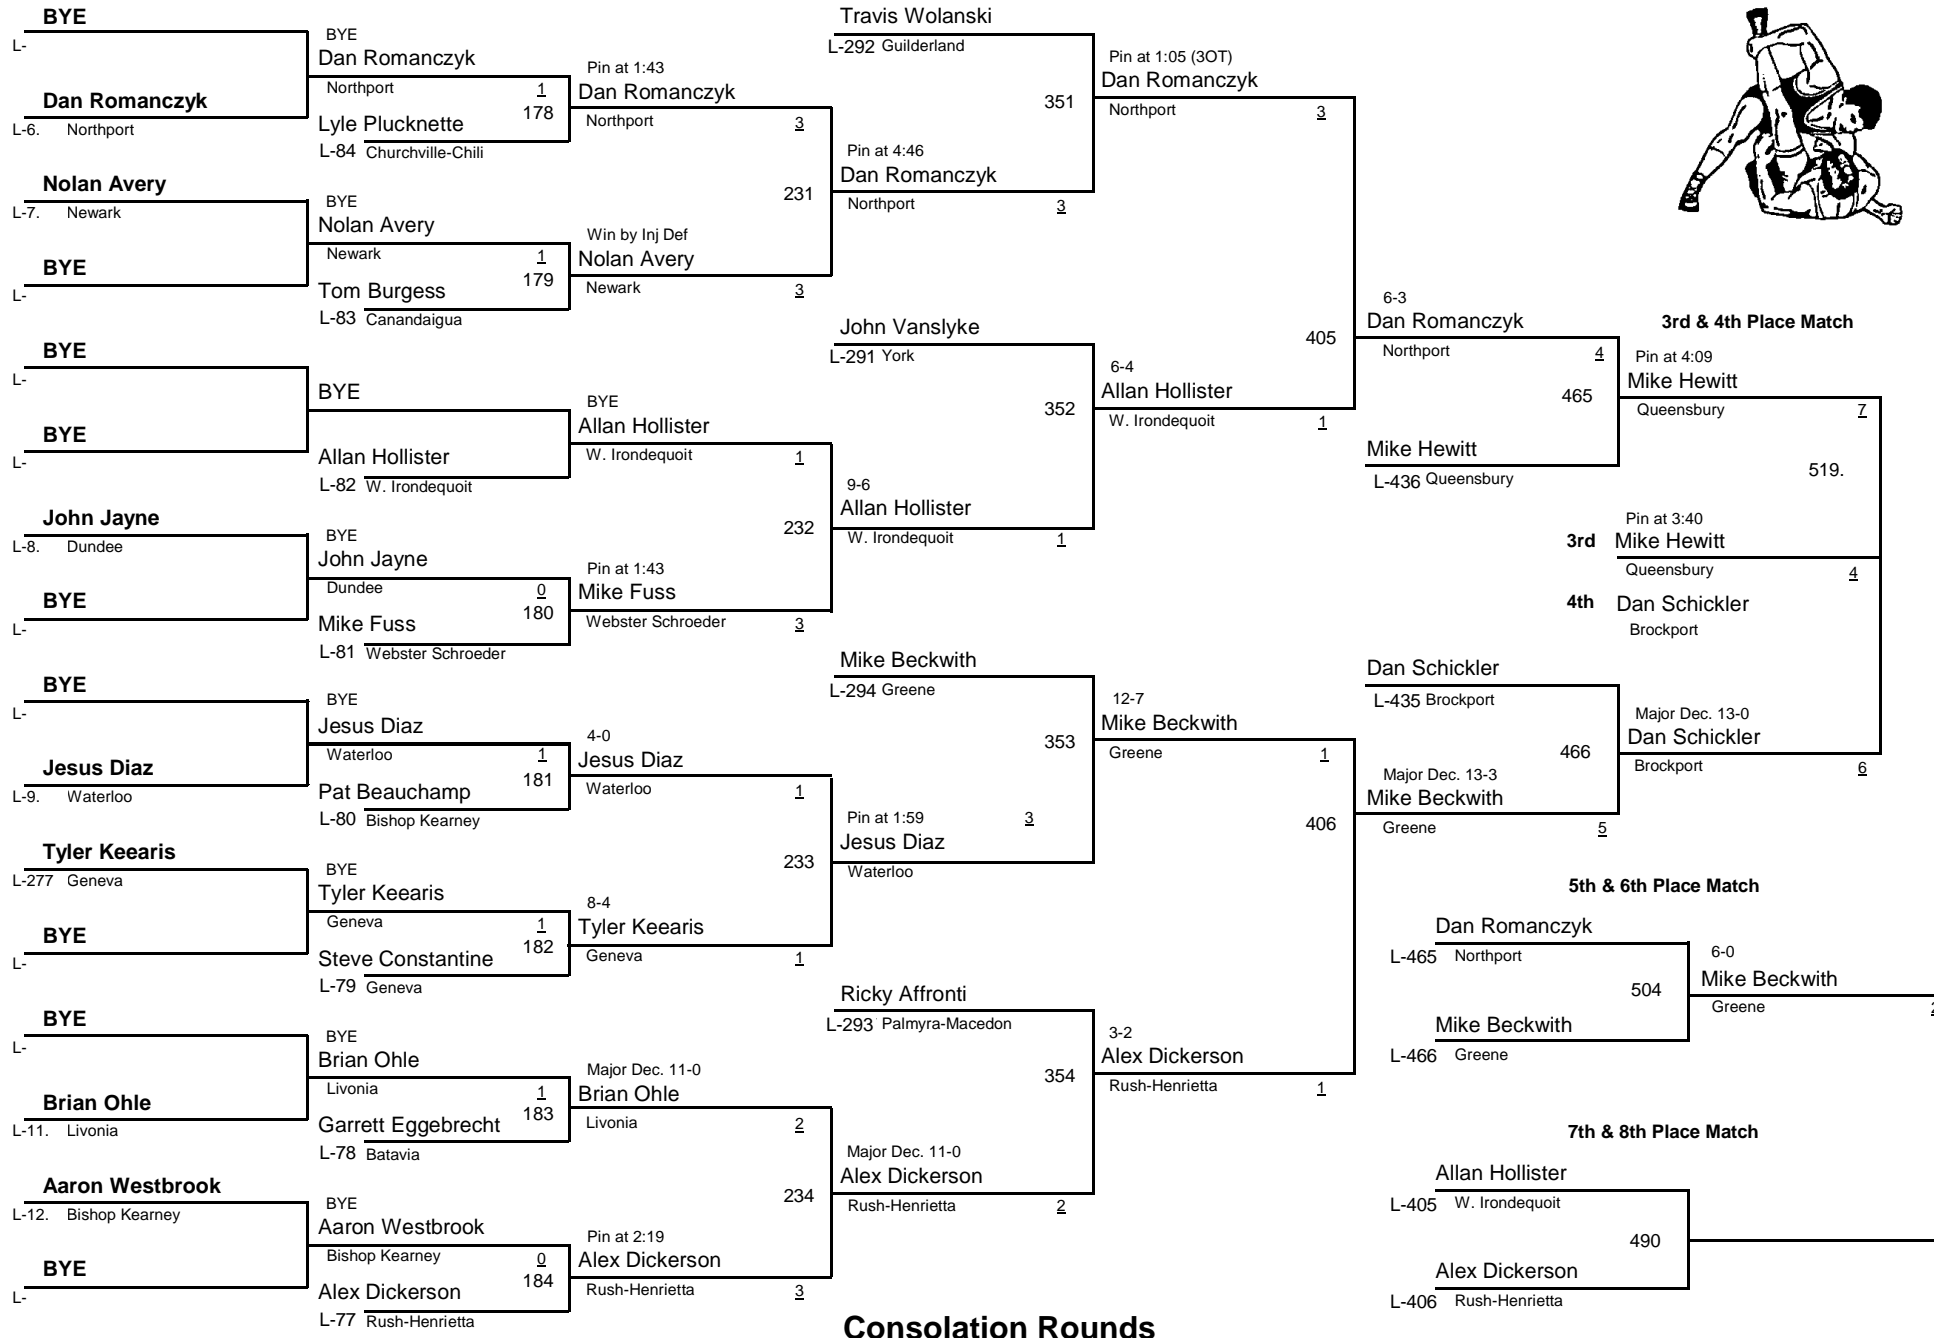 BYE
L-
Dan Romanczyk
L-6. Northport
Nolan Avery
L-7. Newark
BYE
L-
BYE
L-
BYE
L-
John Jayne
L-8. Dundee
BYE
L-
BYE
L-
Jesus Diaz
L-9. Waterloo
Tyler Keearis
L-277 Geneva
BYE
L-
BYE
L-
Brian Ohle
L-11. Livonia
Aaron Westbrook
L-12. Bishop Kearney
BYE
L-
BYE
Dan Romanczyk
Northport 1
178
Lyle Plucknette
L-84 Churchville-Chili
BYE
Nolan Avery
Newark 1
179
Tom Burgess
L-83 Canandaigua
BYE
Allan Hollister
L-82 W. Irondequoit
BYE
John Jayne
Dundee 0
180
Mike Fuss
L-81 Webster Schroeder
BYE
Jesus Diaz
Waterloo 1
181
Pat Beauchamp
L-80 Bishop Kearney
BYE
Tyler Keearis
Geneva 1
182
Steve Constantine
L-79 Geneva
BYE
Brian Ohle
Livonia 1
183
Garrett Eggebrecht
L-78 Batavia
BYE
Aaron Westbrook
Bishop Kearney 0
184
Alex Dickerson
L-77 Rush-Henrietta
Pin at 1:43
Dan Romanczyk
Northport 3
231
Win by Inj Def
Nolan Avery
Newark 3
BYE
Allan Hollister
W. Irondequoit 1
232
Pin at 1:43
Mike Fuss
Webster Schroeder 3
4-0
Jesus Diaz
Waterloo 1
233
8-4
Tyler Keearis
Geneva 1
Major Dec. 11-0
Brian Ohle
Livonia 2
234
Pin at 2:19
Alex Dickerson
Rush-Henrietta 3
Travis Wolanski
L-292 Guilderland
351
Pin at 4:46
Dan Romanczyk
Northport 3
John Vanslyke
L-291 York
352
9-6
Allan Hollister
W. Irondequoit 1
Mike Beckwith
L-294 Greene
353
Pin at 1:59 3
Jesus Diaz
Waterloo
Ricky Affronti
L-293 Palmyra-Macedon
354
Major Dec. 11-0
Alex Dickerson
Rush-Henrietta 2
Pin at 1:05 (3OT)
Dan Romanczyk
Northport 3
405
6-4
Allan Hollister
W. Irondequoit 1
12-7
Mike Beckwith
Greene 1
406
3-2
Alex Dickerson
Rush-Henrietta 1
6-3
Dan Romanczyk
Northport 4
465
Mike Hewitt
L-436 Queensbury
Dan Schickler
L-435 Brockport
466
Major Dec. 13-3
Mike Beckwith
Greene 5
3rd & 4th Place Match
Pin at 4:09
Mike Hewitt
Queensbury 7
519.
Pin at 3:40
3rd Mike Hewitt
Queensbury 4
4th Dan Schickler
Brockport
Major Dec. 13-0
Dan Schickler
Brockport 6
5th & 6th Place Match
Dan Romanczyk
L-465 Northport
504
Mike Beckwith
L-466 Greene
6-0
Mike Beckwith
Greene
7th & 8th Place Match
Allan Hollister
L-405 W. Irondequoit
490
Alex Dickerson
L-406 Rush-Henrietta
Consolation Rounds